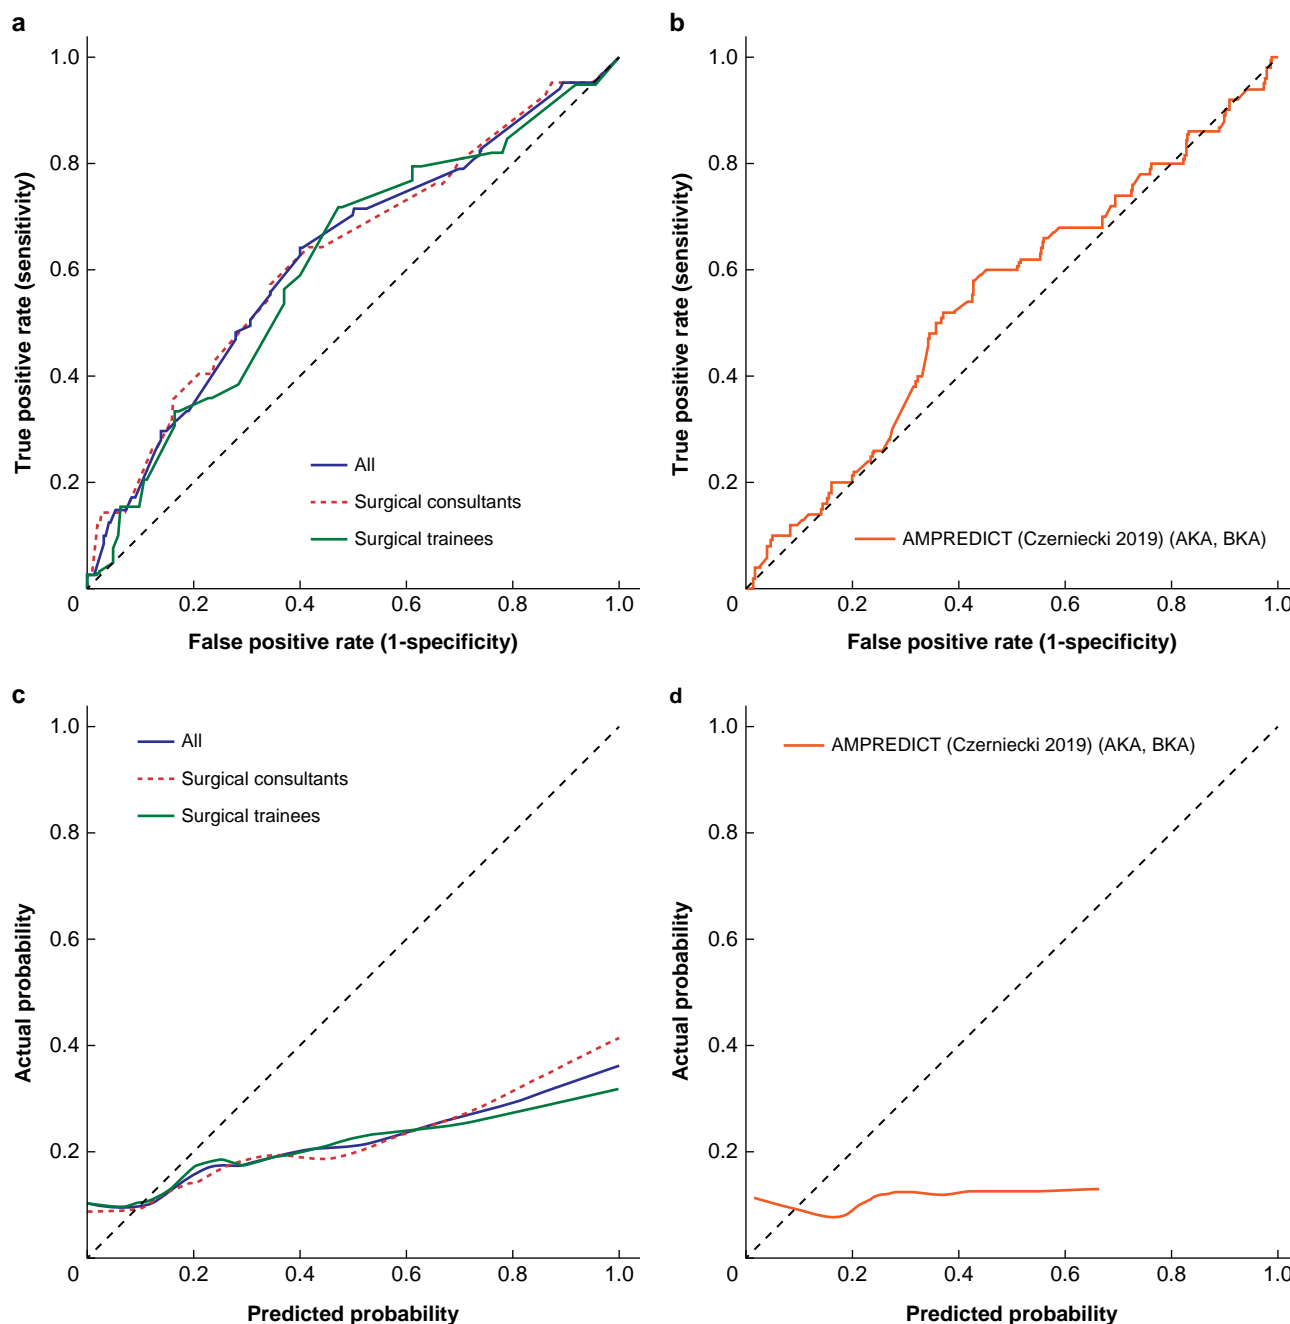 a
True positive rate (sensitivity)
1.0
0.8
0.6
0.4
0.2
0
0.2
0.4
0.6
0.8
1.0
All
Surgical consultants
Surgical trainees
False positive rate (1-specificity)
b
True positive rate (sensitivity)
1.0
0.8
0.6
0.4
0.2
0
0.2
0.4
0.6
0.8
1.0
AMPREDICT (Czerniecki 2019) (AKA, BKA)
False positive rate (1-specificity)
c
Actual probability
1.0
0.8
0.6
0.4
0.2
0
0.2
0.4
0.6
0.8
1.0
All
Surgical consultants
Surgical trainees
Predicted probability
d
Actual probability
1.0
0.8
0.6
0.4
0.2
0
0.2
0.4
0.6
0.8
1.0
AMPREDICT (Czerniecki 2019) (AKA, BKA)
Predicted probability